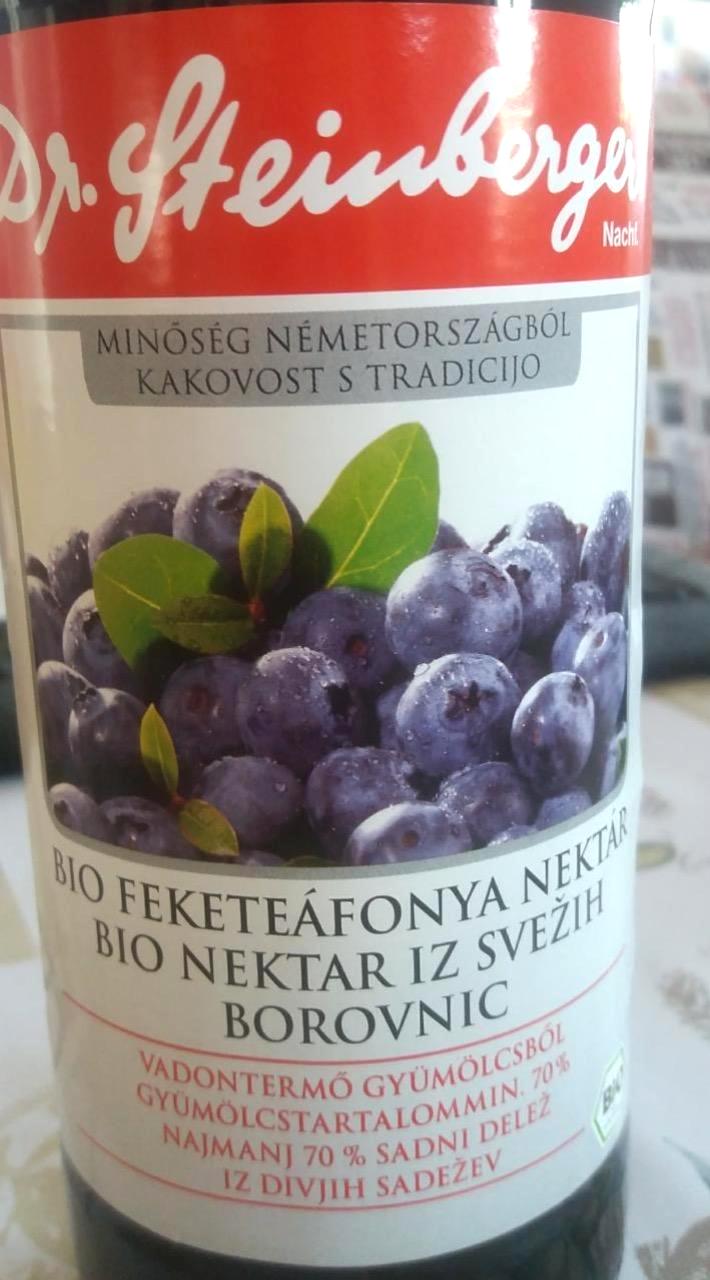 Dr. Steinberger
Nachf.
MINŐSÉG NÉMETORSZÁGBÓL
KAKOVOST S TRADICIJO
BIO FEKETEÁFONYA NEKTÁR
BIO NEKTAR IZ SVEŽIH
BOROVNIC
VADONTERMŐ GYÜMÖLCSBŐL
GYÜMÖLCSTARTALOMMIN. 70%
NAJMANJ 70 % SADNI DELEŽ
IZ DIVJIH SADEŽEV
BIO